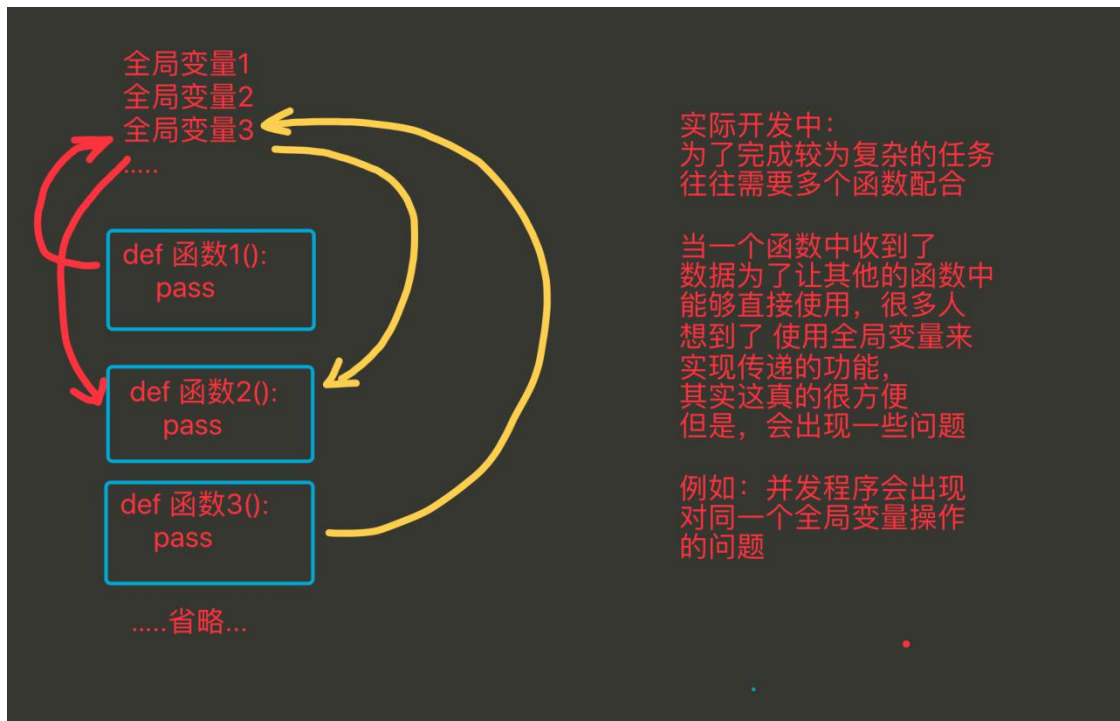 全局变量1
全局变量2
全局变量3
.....
def 函数1():
pass
def 函数2():
pass
def 函数3():
pass
.....省略...
实际开发中：
为了完成较为复杂的任务
往往需要多个函数配合
当一个函数中收到了
数据为了让其他的函数中
能够直接使用，很多人
想到了 使用全局变量来
实现传递的功能，
其实这真的很方便
但是，会出现一些问题
例如：并发程序会出现
对同一个全局变量操作
的问题